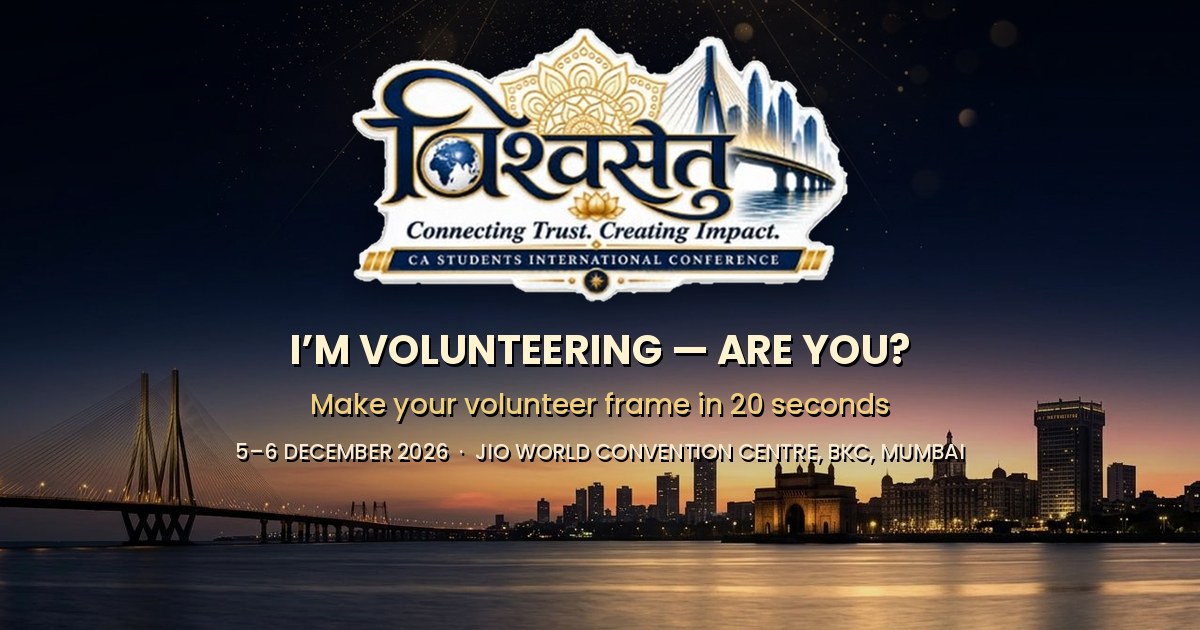 विश्वसेतु
Connecting Trust. Creating Impact.
CA STUDENTS INTERNATIONAL CONFERENCE
I’M VOLUNTEERING — ARE YOU?
Make your volunteer frame in 20 seconds
5–6 DECEMBER 2026 · JIO WORLD CONVENTION CENTRE, BKC, MUMBAI